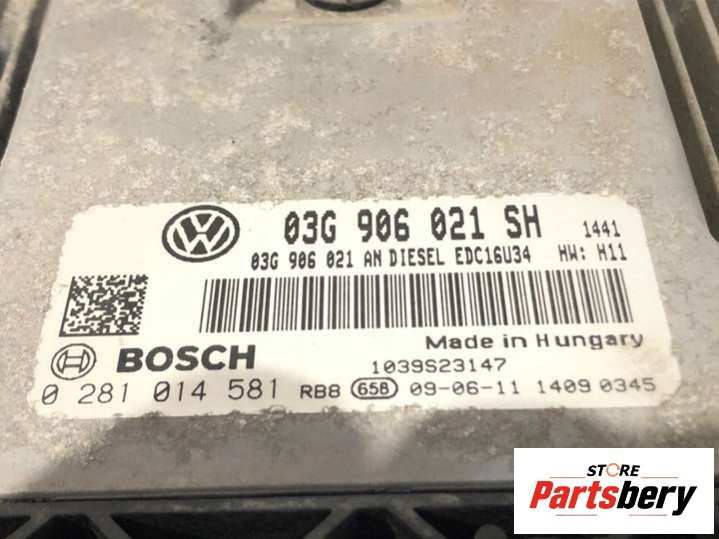 03G 906 021 SH 1441
03G 906 021 AN DIESEL EDC16U34 HW: H11
Made in Hungary
BOSCH
1039S23147
0 281 014 581 RB8 658 09-06-11 1409 0345
STORE
Partsbery